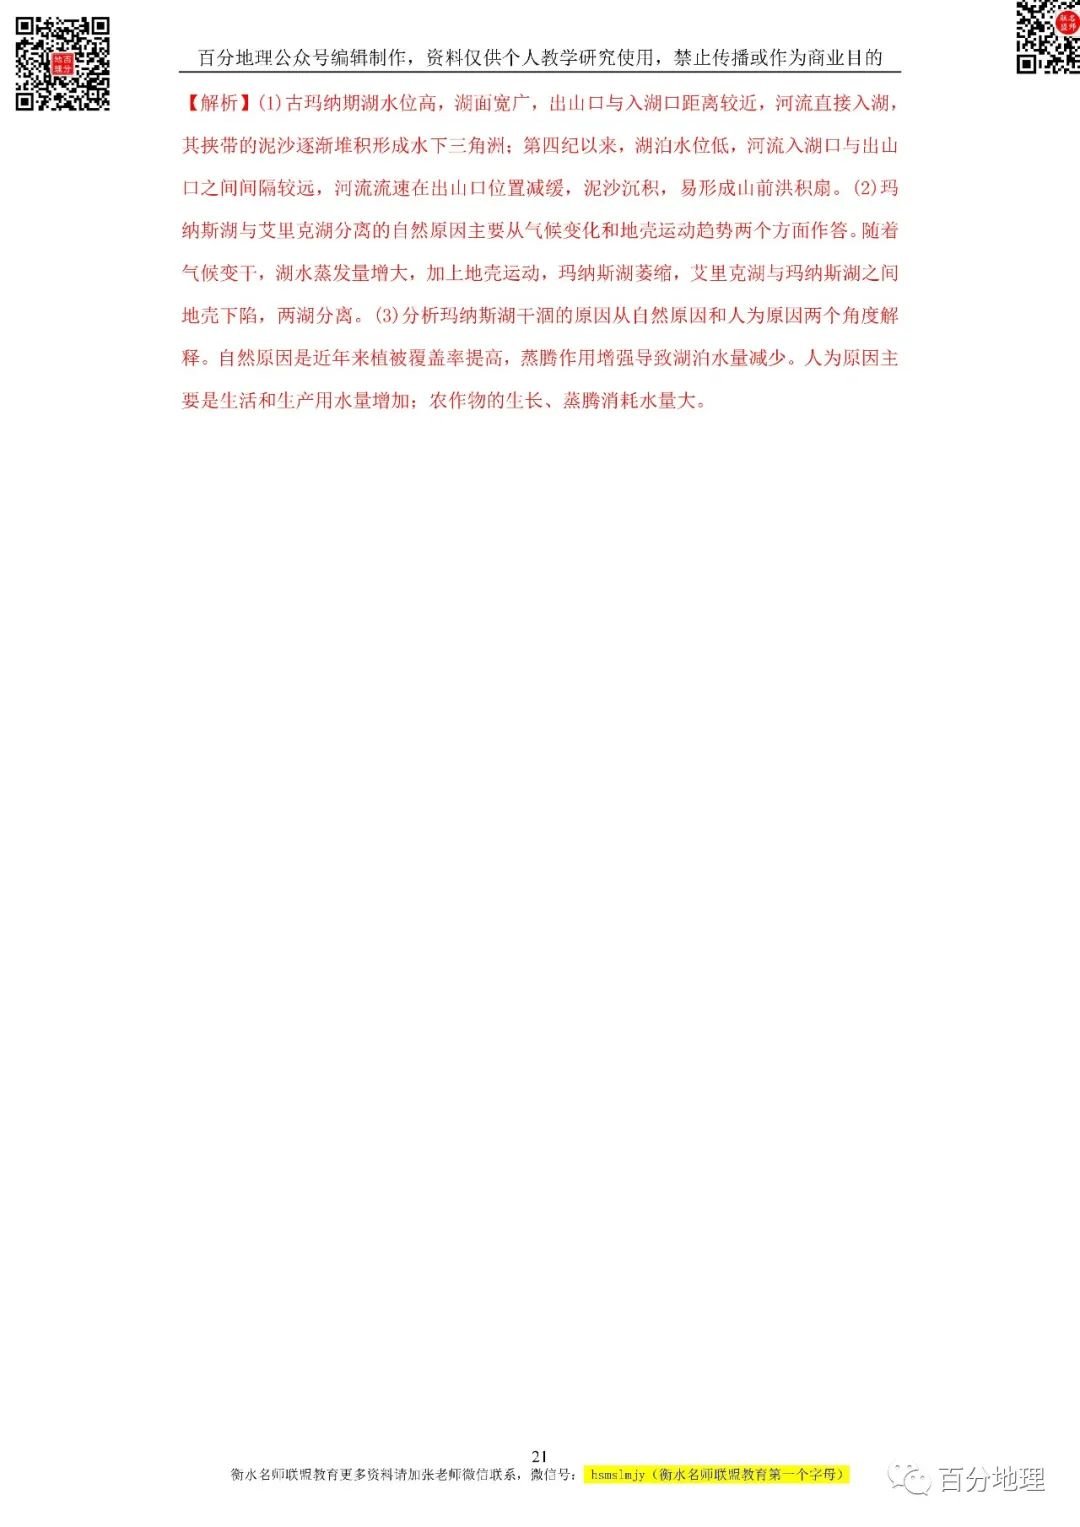 百分地理公众号编辑制作，资料仅供个人教学研究使用，禁止传播或作为商业目的
【解析】(1)古玛纳期湖水位高，湖面宽广，出山口与入湖口距离较近，河流直接入湖，
其挟带的泥沙逐渐堆积形成水下三角洲；第四纪以来，湖泊水位低，河流入湖口与出山
口之间间隔较远，河流流速在出山口位置减缓，泥沙沉积，易形成山前洪积扇。(2)玛
纳斯湖与艾里克湖分离的自然原因主要从气候变化和地壳运动趋势两个方面作答。随着
气候变干，湖水蒸发量增大，加上地壳运动，玛纳斯湖萎缩，艾里克湖与玛纳斯湖之间
地壳下陷，两湖分离。(3)分析玛纳斯湖干涸的原因从自然原因和人为原因两个角度解
释。自然原因是近年来植被覆盖率提高，蒸腾作用增强导致湖泊水量减少。人为原因主
要是生活和生产用水量增加；农作物的生长、蒸腾消耗水量大。
21
衡水名师联盟教育更多资料请加张老师微信联系，微信号：hsmslmjy（衡水名师联盟教育第一个字母）
百分地理